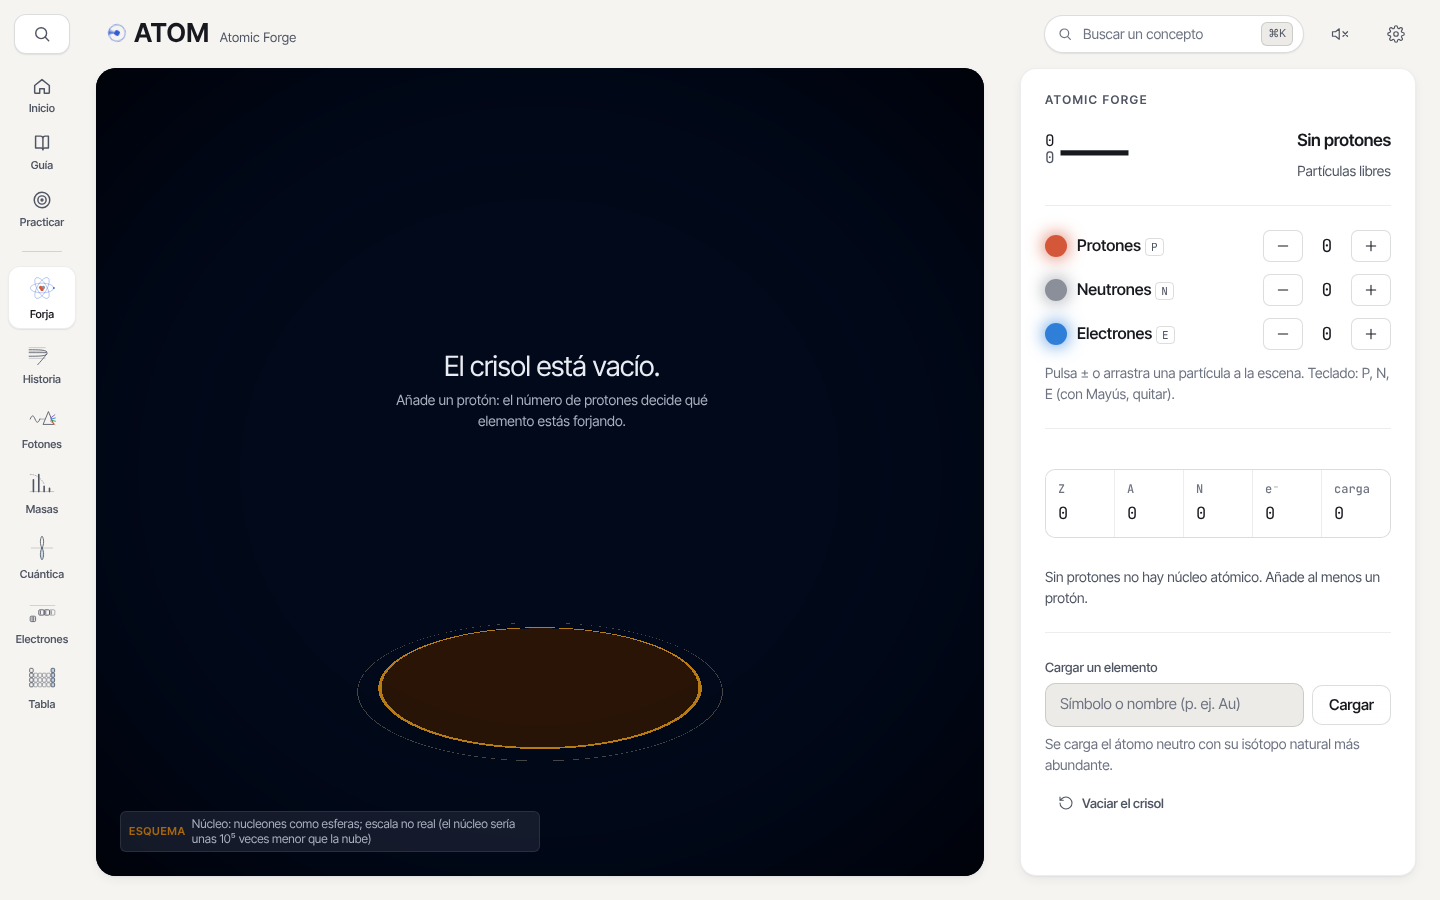 ATOM Atomic Forge
Buscar un concepto ⌘K
Inicio
Guía
Practicar
Forja
Historia
Fotones
Masas
Cuántica
Electrones
Tabla
El crisol está vacío.
Añade un protón: el número de protones decide qué
elemento estás forjando.
ESQUEMA
Núcleo: nucleones como esferas; escala no real (el núcleo sería
unas 10⁵ veces menor que la nube)
ATOMIC FORGE
0
0
Sin protones
Partículas libres
Protones P − 0 +
Neutrones N − 0 +
Electrones E − 0 +
Pulsa ± o arrastra una partícula a la escena. Teclado: P, N,
E (con Mayús, quitar).
Z A N e⁻ carga
0 0 0 0 0
Sin protones no hay núcleo atómico. Añade al menos un
protón.
Cargar un elemento
Símbolo o nombre (p. ej. Au) Cargar
Se carga el átomo neutro con su isótopo natural más
abundante.
Vaciar el crisol